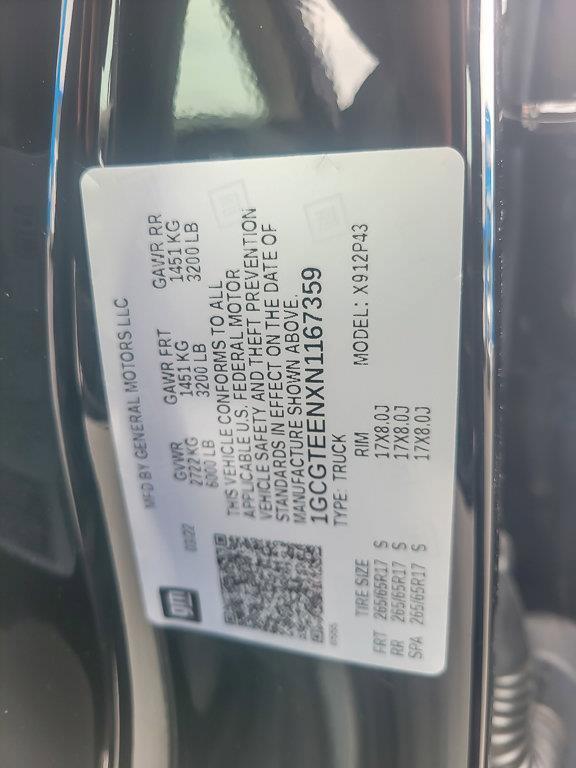 gm
MFD BY GENERAL MOTORS LLC
03/22
GVWR GAWR FRT GAWR RR
2722 KG 1451 KG 1451 KG
6000 LB 3200 LB 3200 LB
THIS VEHICLE CONFORMS TO ALL
APPLICABLE U.S. FEDERAL MOTOR
VEHICLE SAFETY AND THEFT PREVENTION
STANDARDS IN EFFECT ON THE DATE OF
MANUFACTURE SHOWN ABOVE.
1GCGTEENXN1167359
TYPE: TRUCK MODEL: X912P43
TIRE SIZE RIM
FRT 265/65R17 S 17X8.0J
RR 265/65R17 S 17X8.0J
SPA 265/65R17 S 17X8.0J